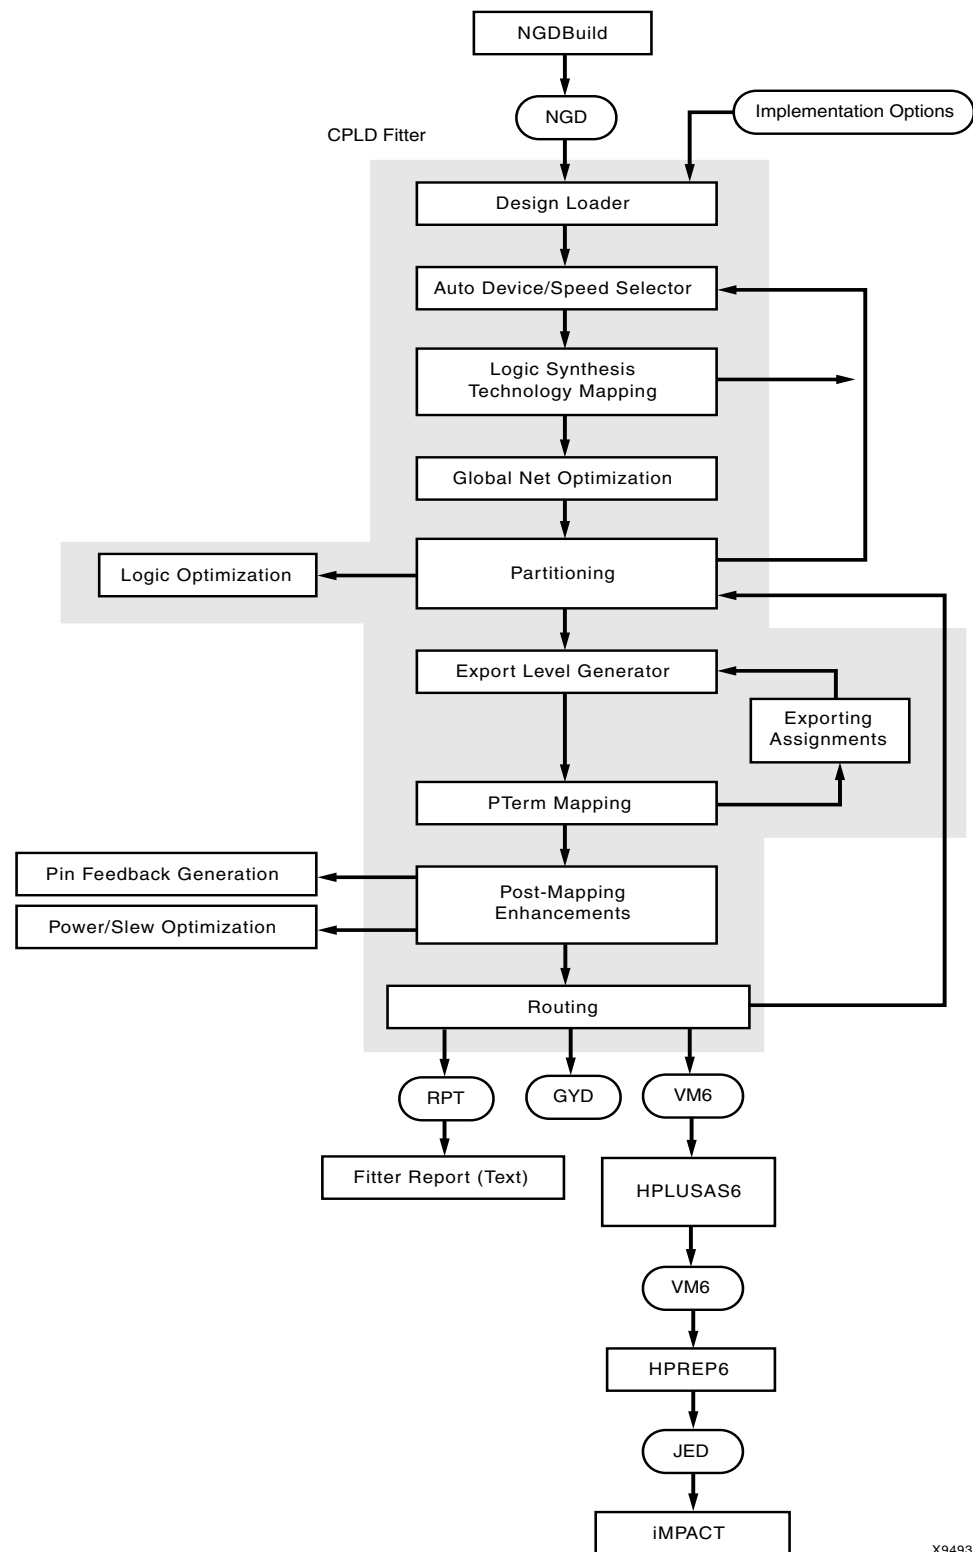 NGDBuild
NGD
Implementation Options
CPLD Fitter
Design Loader
Auto Device/Speed Selector
Logic Synthesis
Technology Mapping
Global Net Optimization
Logic Optimization
Partitioning
Export Level Generator
Exporting
Assignments
PTerm Mapping
Pin Feedback Generation
Post-Mapping
Enhancements
Power/Slew Optimization
Routing
RPT
GYD
VM6
Fitter Report (Text)
HPLUSAS6
VM6
HPREP6
JED
iMPACT
X9493